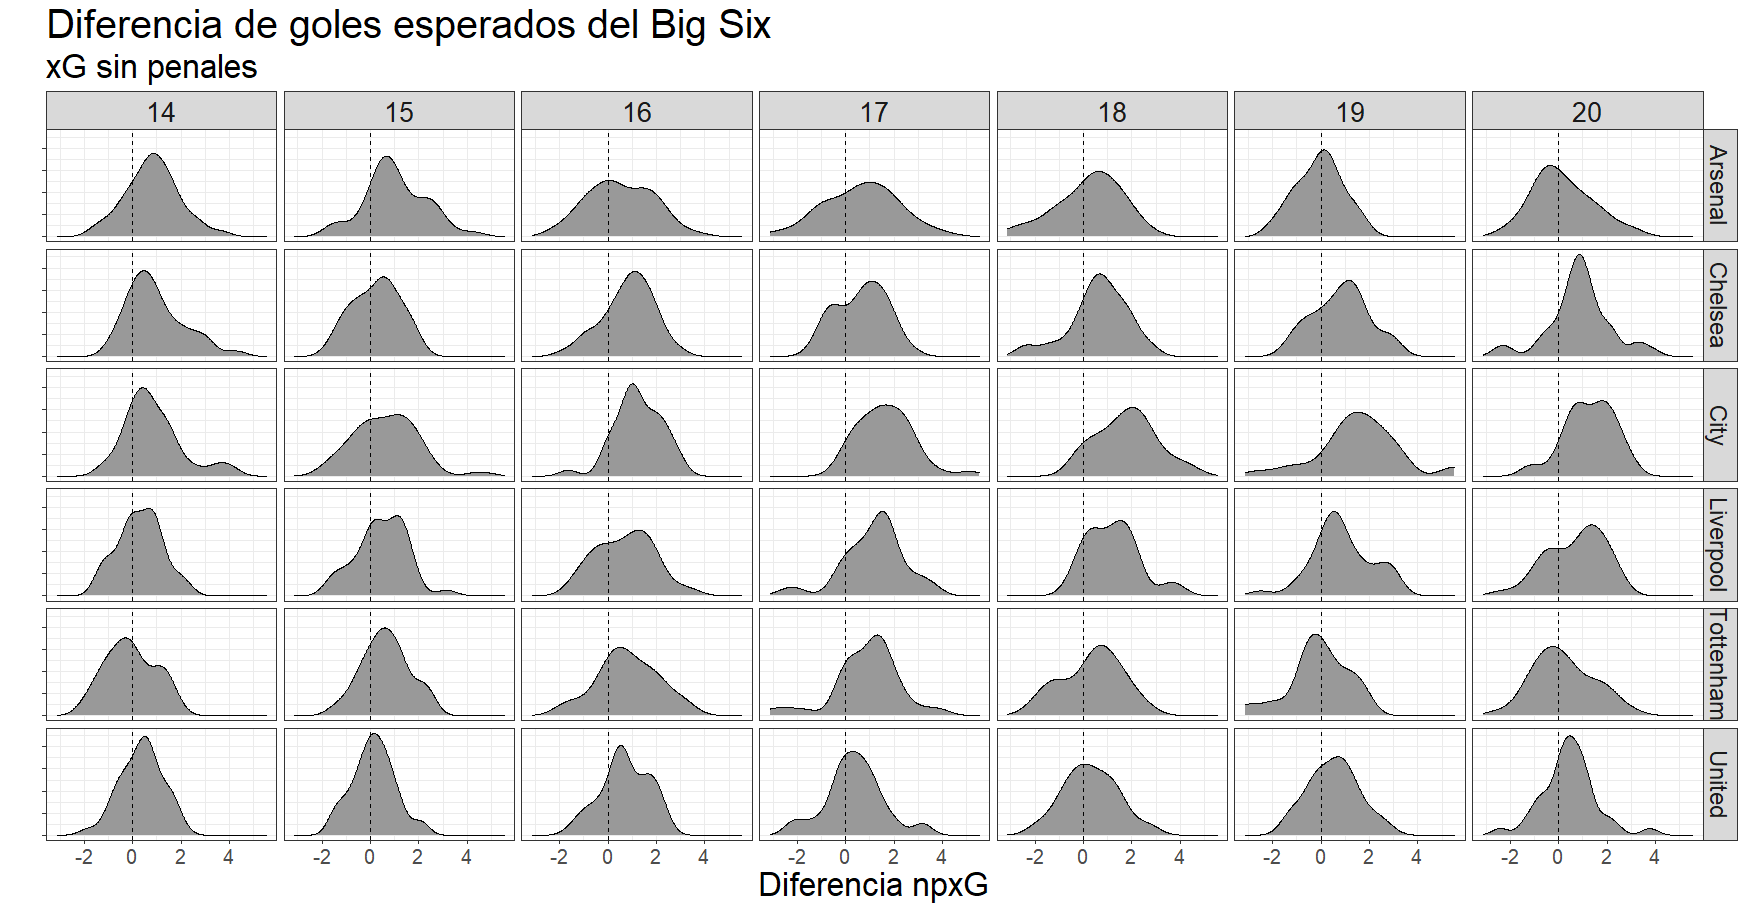 Diferencia de goles esperados del Big Six
xG sin penales
14 15 16 17 18 19 20
Arsenal
Chelsea
City
Liverpool
Tottenham
United
-2 0 2 4 -2 0 2 4 -2 0 2 4 -2 0 2 4 -2 0 2 4 -2 0 2 4 -2 0 2 4
Diferencia npxG